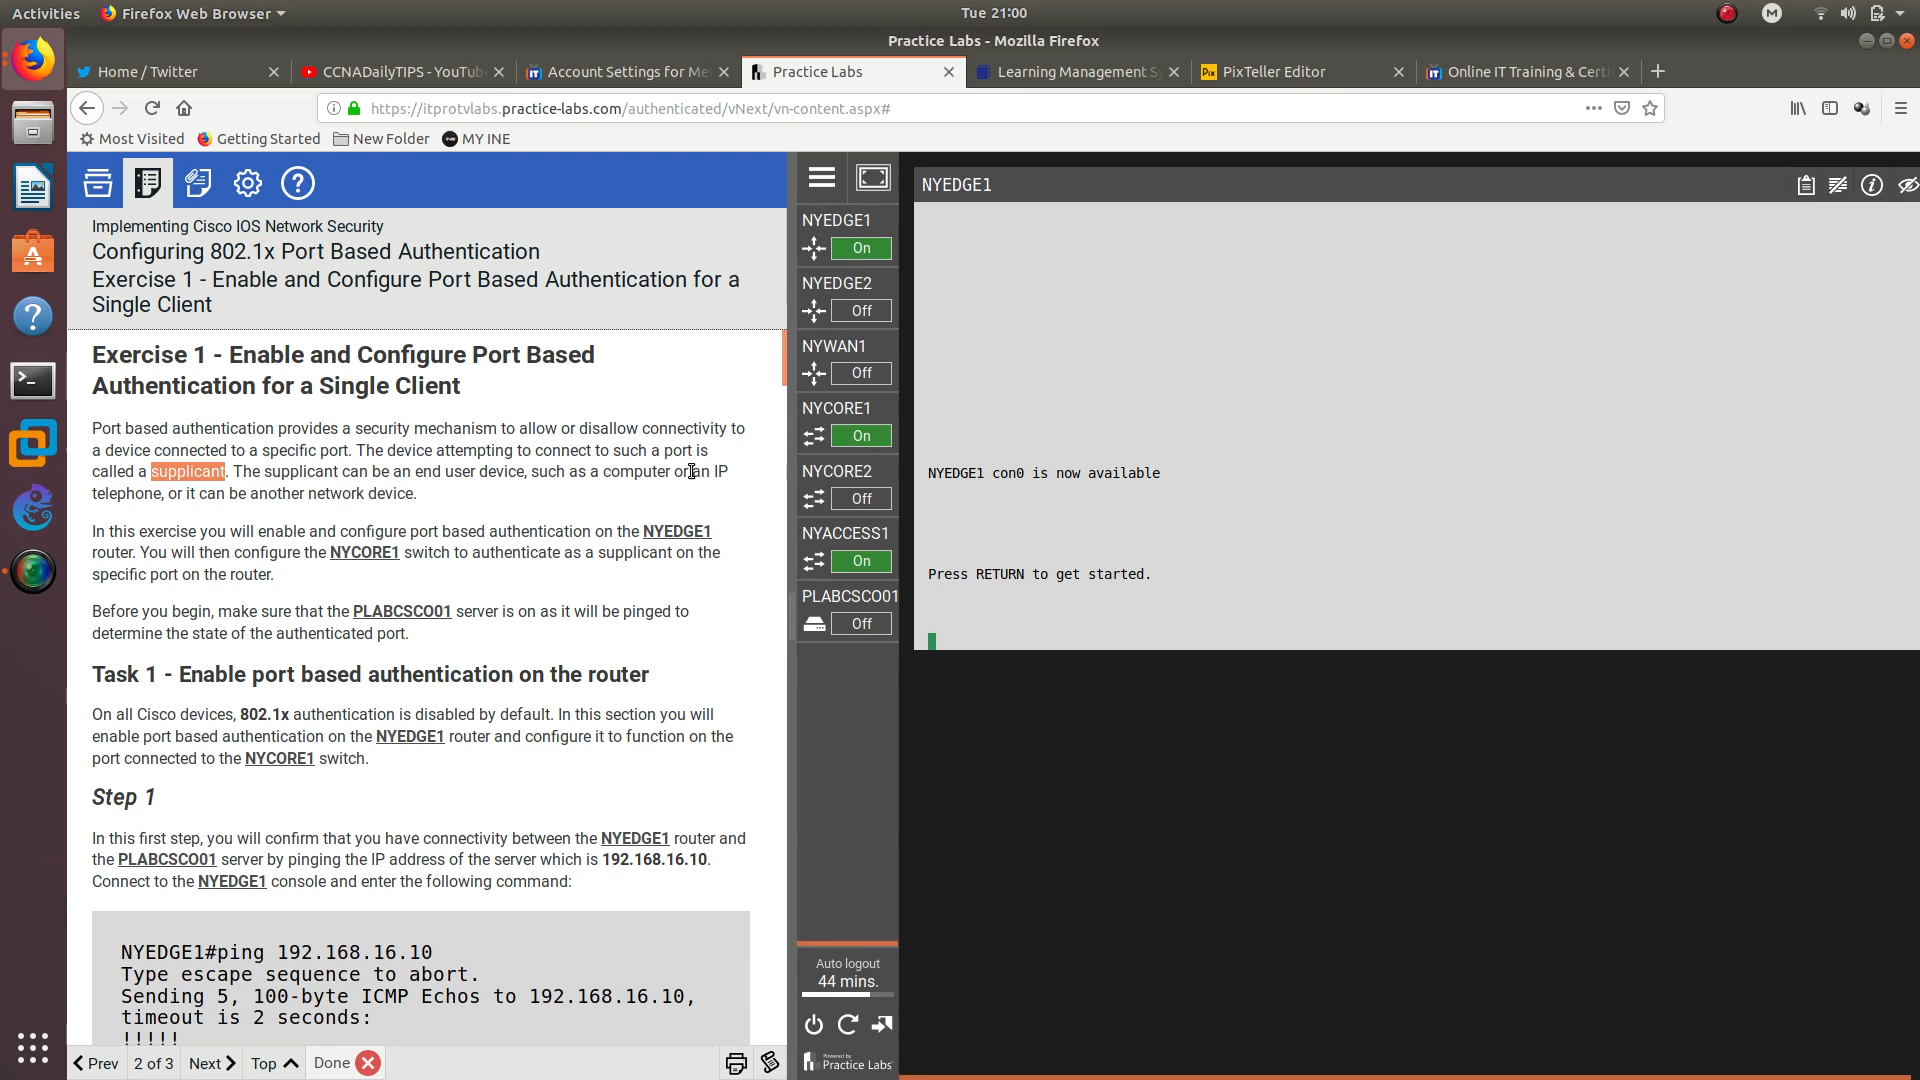 Activities
Firefox Web Browser
Tue 21:00
M
Practice Labs - Mozilla Firefox
Home / Twitter
CCNADailyTIPS - YouTub
Account Settings for Me
Practice Labs
Learning Management Sy
PixTeller Editor
Online IT Training & Certi
https://itprotvlabs.practice-labs.com/authenticated/vNext/vn-content.aspx#
Most Visited
Getting Started
New Folder
MY INE
Implementing Cisco IOS Network Security
Configuring 802.1x Port Based Authentication
Exercise 1 - Enable and Configure Port Based Authentication for a
Single Client
Exercise 1 - Enable and Configure Port Based
Authentication for a Single Client
Port based authentication provides a security mechanism to allow or disallow connectivity to
a device connected to a specific port. The device attempting to connect to such a port is
called a supplicant. The supplicant can be an end user device, such as a computer or an IP
telephone, or it can be another network device.
In this exercise you will enable and configure port based authentication on the NYEDGE1
router. You will then configure the NYCORE1 switch to authenticate as a supplicant on the
specific port on the router.
Before you begin, make sure that the PLABCSCO01 server is on as it will be pinged to
determine the state of the authenticated port.
Task 1 - Enable port based authentication on the router
On all Cisco devices, 802.1x authentication is disabled by default. In this section you will
enable port based authentication on the NYEDGE1 router and configure it to function on the
port connected to the NYCORE1 switch.
Step 1
In this first step, you will confirm that you have connectivity between the NYEDGE1 router and
the PLABCSCO01 server by pinging the IP address of the server which is 192.168.16.10.
Connect to the NYEDGE1 console and enter the following command:
NYEDGE1#ping 192.168.16.10
Type escape sequence to abort.
Sending 5, 100-byte ICMP Echos to 192.168.16.10,
timeout is 2 seconds:
!!!!!
Prev
2 of 3
Next
Top
Done
NYEDGE1
On
NYEDGE2
Off
NYWAN1
Off
NYCORE1
On
NYCORE2
Off
NYACCESS1
On
PLABCSCO01
Off
Auto logout
44 mins.
Powered by
Practice Labs
NYEDGE1
NYEDGE1 con0 is now available
Press RETURN to get started.